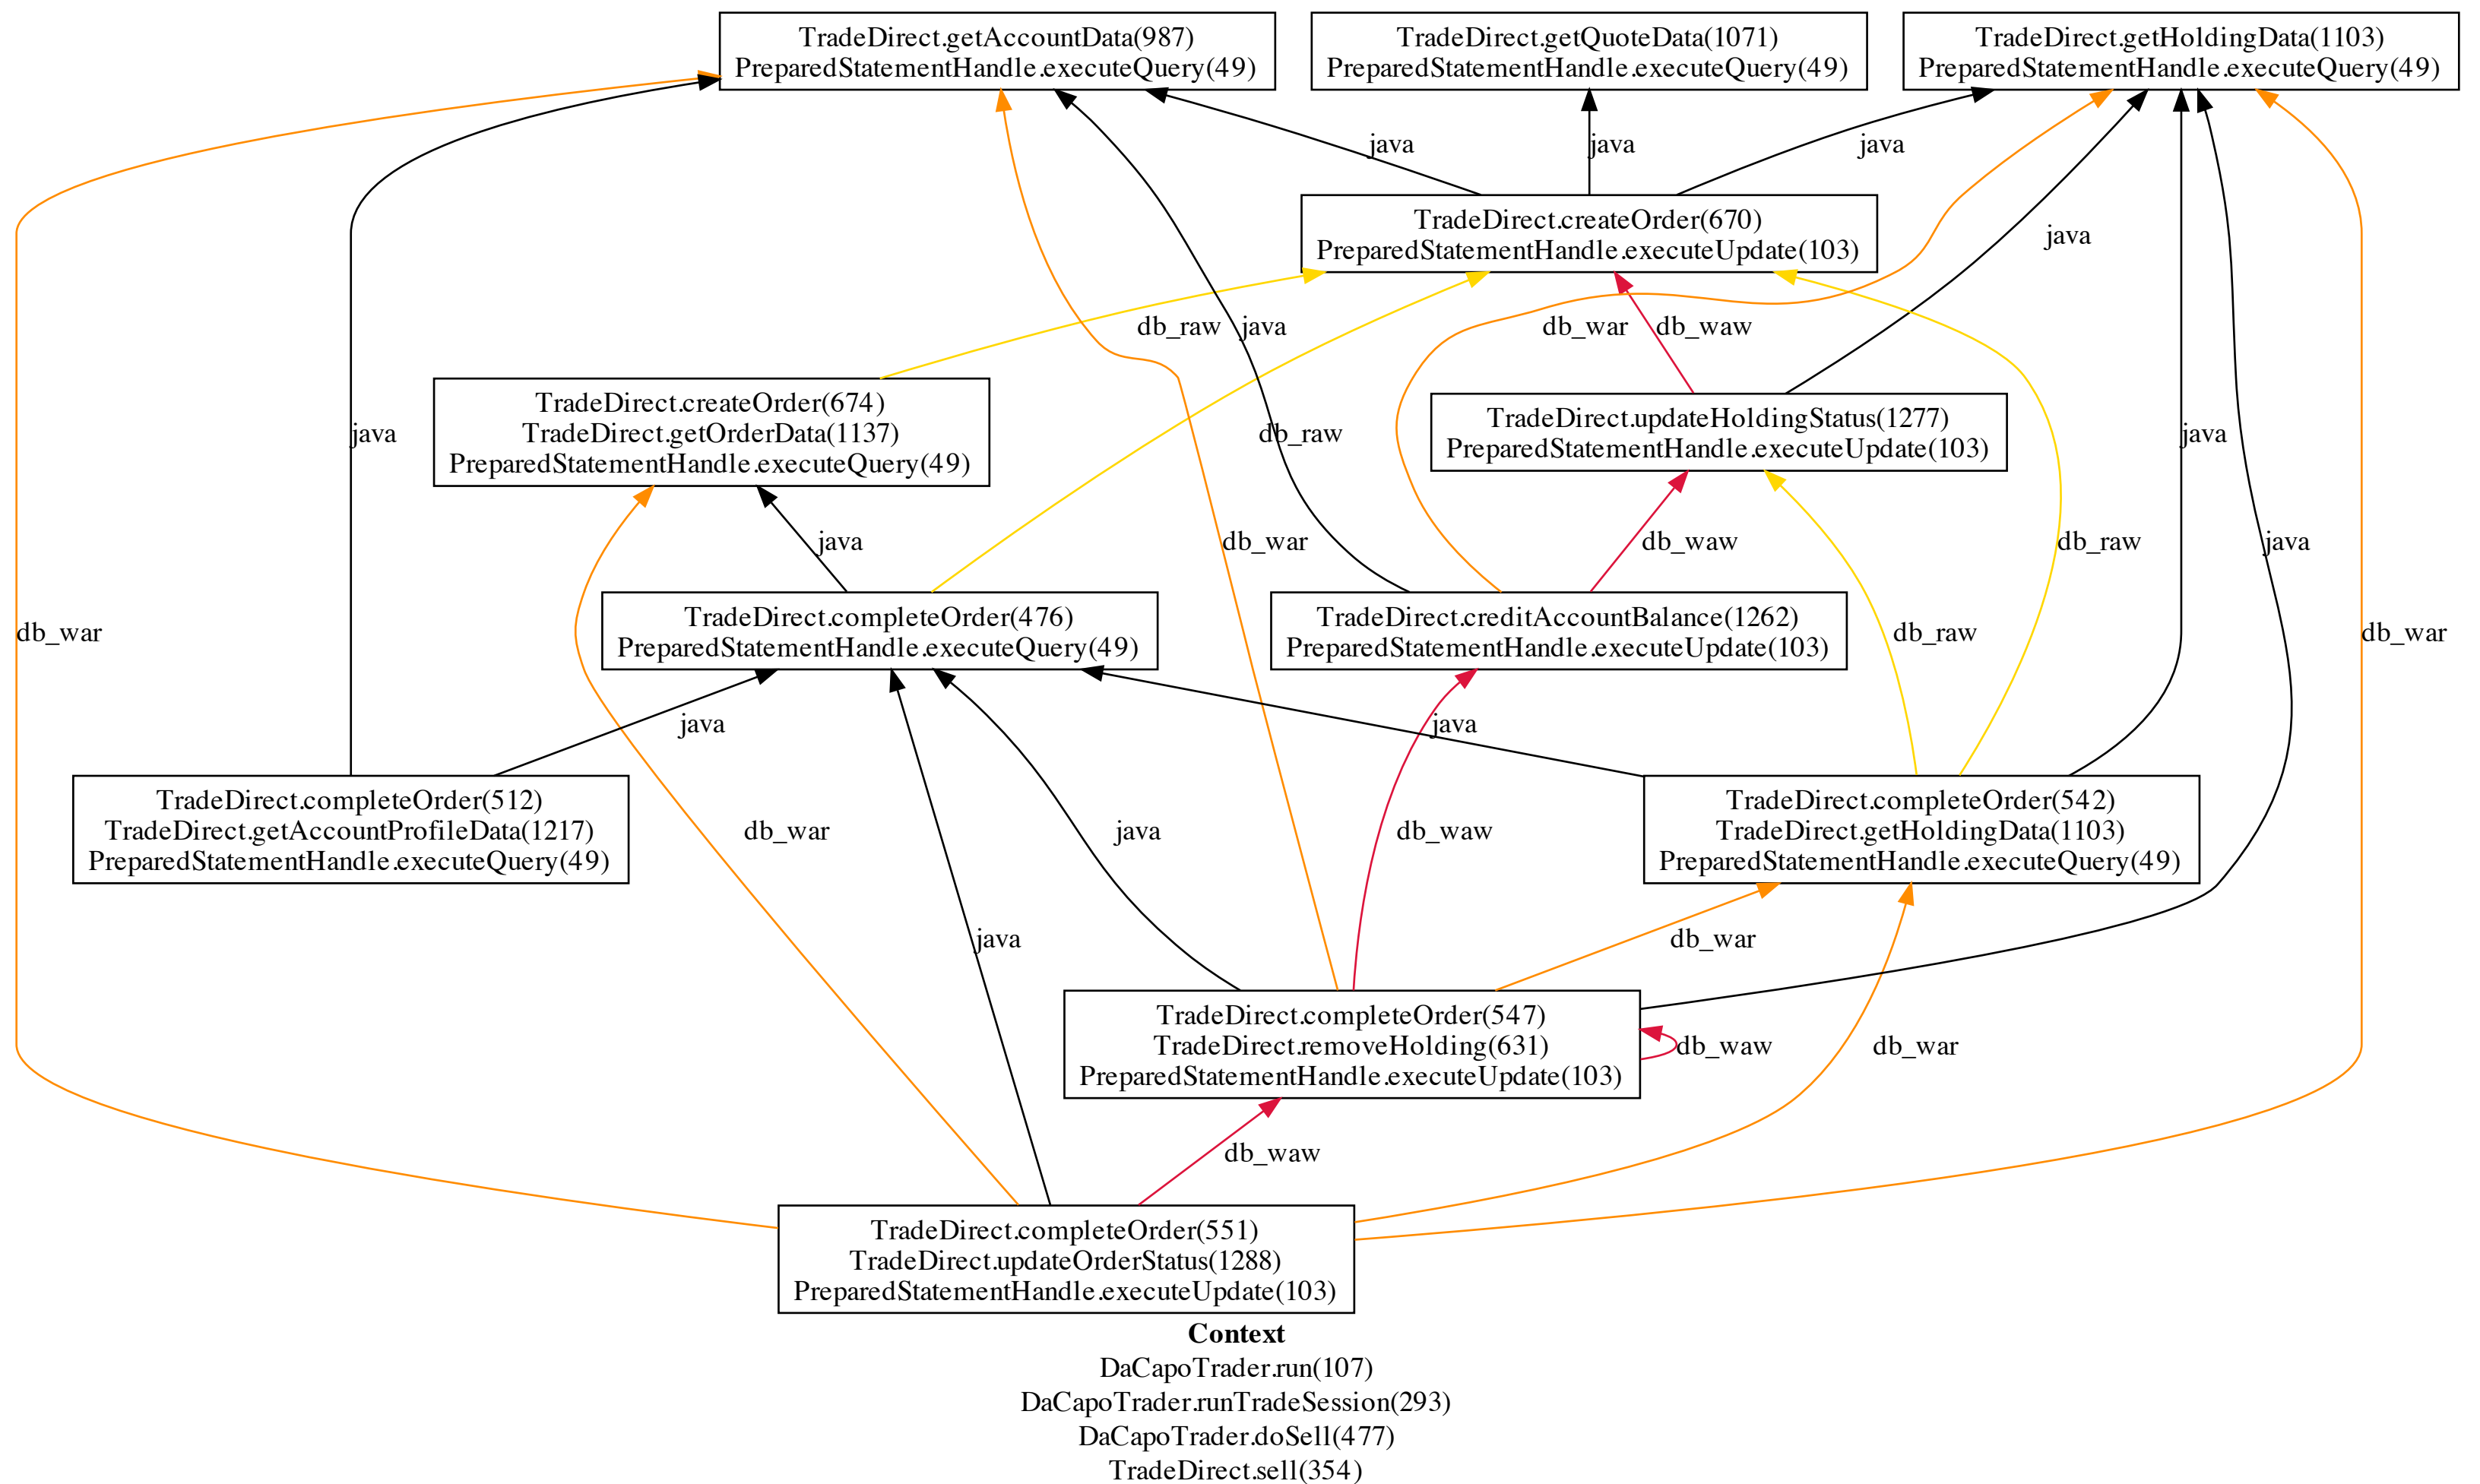 TradeDirect.getAccountData(987)
PreparedStatementHandle.executeQuery(49)
TradeDirect.getQuoteData(1071)
PreparedStatementHandle.executeQuery(49)
TradeDirect.getHoldingData(1103)
PreparedStatementHandle.executeQuery(49)
java
java
java
TradeDirect.createOrder(670)
PreparedStatementHandle.executeUpdate(103)
java
db_raw
java
db_war
db_waw
TradeDirect.createOrder(674)
TradeDirect.getOrderData(1137)
PreparedStatementHandle.executeQuery(49)
TradeDirect.updateHoldingStatus(1277)
PreparedStatementHandle.executeUpdate(103)
java
db_raw
java
java
db_war
db_waw
db_raw
java
TradeDirect.completeOrder(476)
PreparedStatementHandle.executeQuery(49)
TradeDirect.creditAccountBalance(1262)
PreparedStatementHandle.executeUpdate(103)
db_war
db_raw
db_war
java
java
TradeDirect.completeOrder(512)
TradeDirect.getAccountProfileData(1217)
PreparedStatementHandle.executeQuery(49)
db_war
java
db_waw
TradeDirect.completeOrder(542)
TradeDirect.getHoldingData(1103)
PreparedStatementHandle.executeQuery(49)
java
db_war
TradeDirect.completeOrder(547)
TradeDirect.removeHolding(631)
PreparedStatementHandle.executeUpdate(103)
db_waw
db_war
db_waw
TradeDirect.completeOrder(551)
TradeDirect.updateOrderStatus(1288)
PreparedStatementHandle.executeUpdate(103)
Context
DaCapoTrader.run(107)
DaCapoTrader.runTradeSession(293)
DaCapoTrader.doSell(477)
TradeDirect.sell(354)